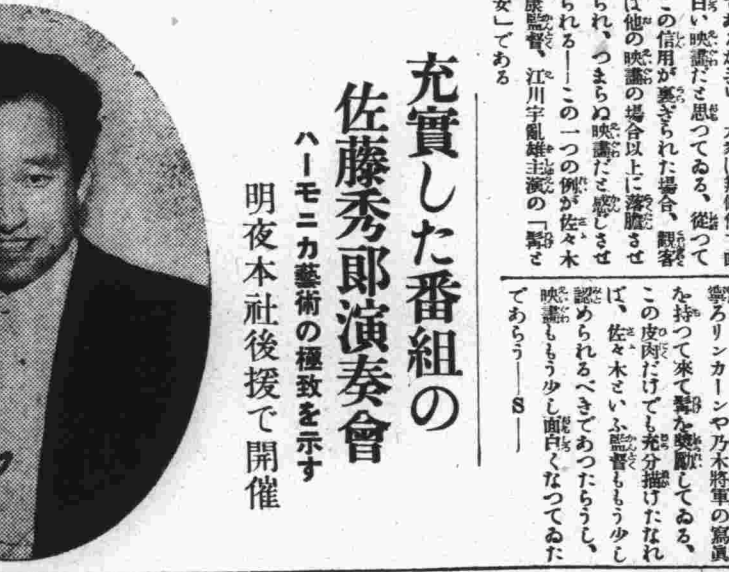 白い映畫だと思つてゐる、從つて
この信用が裏ぎられた場合、觀客
は他の映畫の場合以上に落膽させ
られ、つまらぬ映畫だと感じさせ
られる——この一つの例が佐々木
康監督、江川宇亂雄主演の「髯と
女」である
寧ろリンカーンや乃木將軍の寫眞
を持つて來て髯を奬勵してゐる、
この皮肉だけでも充分描けたなれ
ば、佐々木といふ監督ももう少し
認められるべきであつたらうし、
映畫ももう少し面白くなつてゐた
であらう——S——
充實した番組の
佐藤秀郎演奏會
ハーモニカ藝術の極致を示す
明夜本社後援で開催